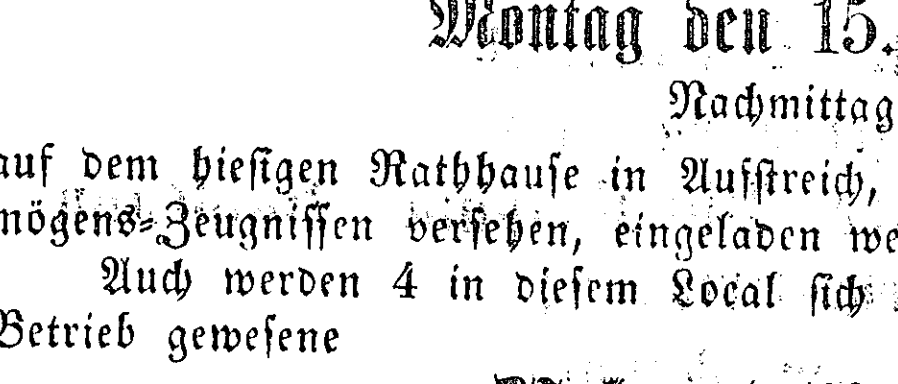 Montag den 15.
Nachmittag
auf dem hieſigen Rathhauſe in Aufſtreich,
mögens-Zeugniſſen verſehen, eingeladen we
Auch werden 4 in dieſem Local ſich
Betrieb geweſene